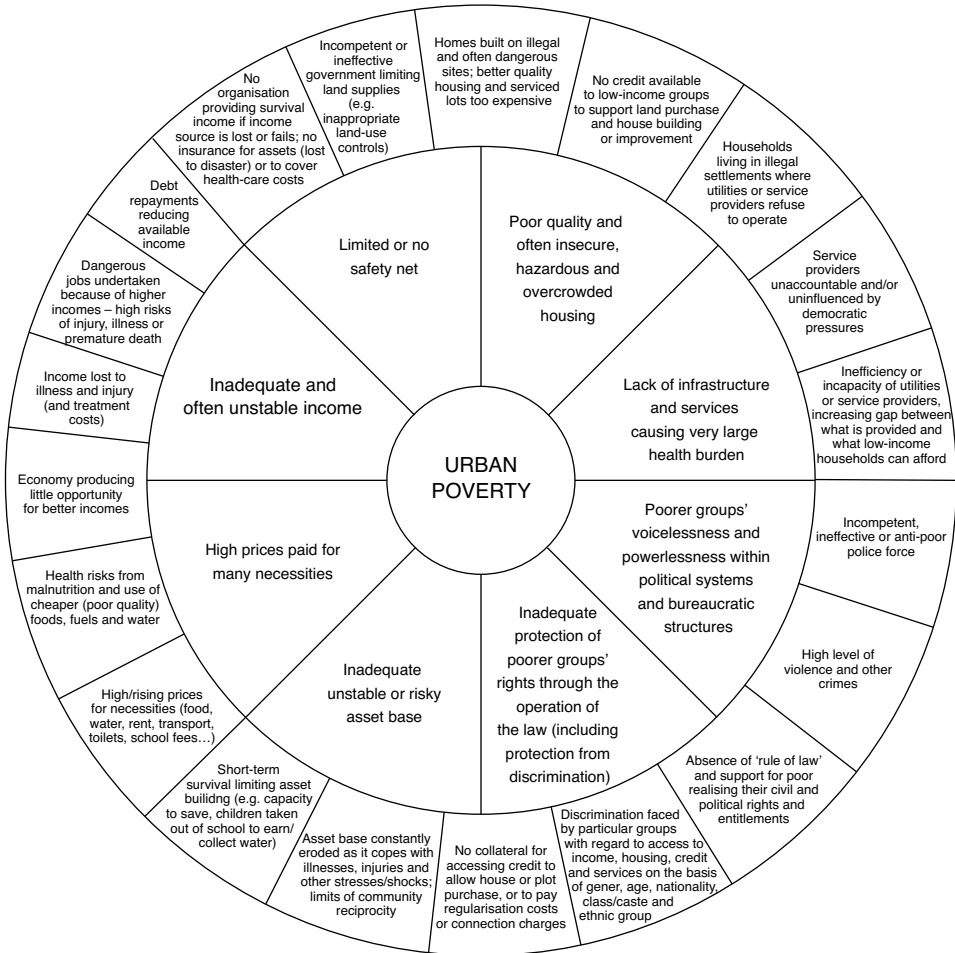 Homes built on illegal
and often dangerous
sites; better quality
housing and serviced
lots too expensive
No credit available
to low-income groups
to support land purchase
and house building
or improvement
Households
living in illegal
settlements where
utilities or service
providers refuse
to operate
Service
providers
unaccountable and/or
uninfluenced by
democratic
pressures
Inefficiency or
incapacity of utilities
or service providers,
increasing gap between
what is provided and
what low-income
households can afford
Incompetent,
ineffective or anti-poor
police force
High level of
violence and other
crimes
Absence of ‘rule of law’
and support for poor
realising their civil and
political rights and
entitlements
Discrimination faced
by particular groups
with regard to access to
income, housing, credit
and services on the basis
of gener, age, nationality,
class/caste and
ethnic group
No collateral for
accessing credit to
allow house or plot
purchase, or to pay
regularisation costs
or connection charges
Asset base constantly
eroded as it copes with
illnesses, injuries and
other stresses/shocks;
limits of community
reciprocity
Short-term
survival limiting asset
builidng (e.g. capacity
to save, children taken
out of school to earn/
collect water)
High/rising prices
for necessities (food,
water, rent, transport,
toilets, school fees…)
Health risks from
malnutrition and use of
cheaper (poor quality)
foods, fuels and water
Economy producing
little opportunity
for better incomes
Income lost to
illness and injury
(and treatment
costs)
Dangerous
jobs undertaken
because of higher
incomes – high risks
of injury, illness or
premature death
Debt
repayments
reducing
available
income
No
organisation
providing survival
income if income
source is lost or fails; no
insurance for assets (lost
to disaster) or to cover
health-care costs
Incompetent or
ineffective
government limiting
land supplies
(e.g.
inappropriate
land-use
controls)
Limited or no
safety net
Poor quality and
often insecure,
hazardous and
overcrowded
housing
Lack of infrastructure
and services
causing very large
health burden
Poorer groups’
voicelessness and
powerlessness within
political systems
and bureaucratic
structures
Inadequate
protection of
poorer groups’
rights through the
operation of
the law (including
protection from
discrimination)
Inadequate
unstable or risky
asset base
High prices paid for
many necessities
Inadequate and
often unstable income
URBAN
POVERTY